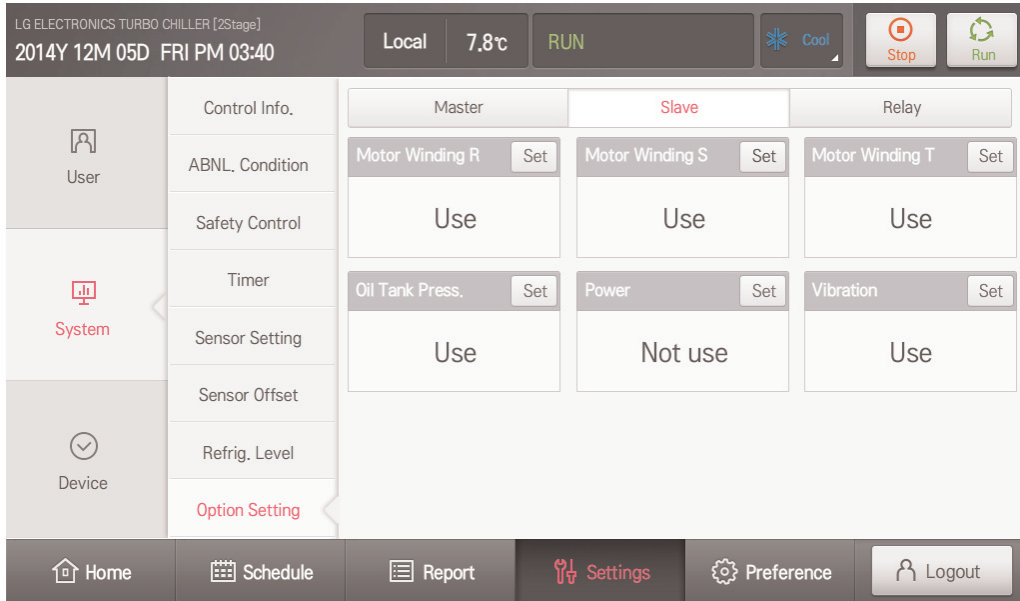 LG ELECTRONICS TURBO CHILLER [2Stage]
2014Y 12M 05D FRI PM 03:40
Local 7.8℃ RUN Cool Stop Run
User
System
Device
Control Info.
ABNL. Condition
Safety Control
Timer
Sensor Setting
Sensor Offset
Refrig. Level
Option Setting
Master Slave Relay
Motor Winding R Set Motor Winding S Set Motor Winding T Set
Use Use Use
Oil Tank Press. Set Power Set Vibration Set
Use Not use Use
Home Schedule Report Settings Preference Logout